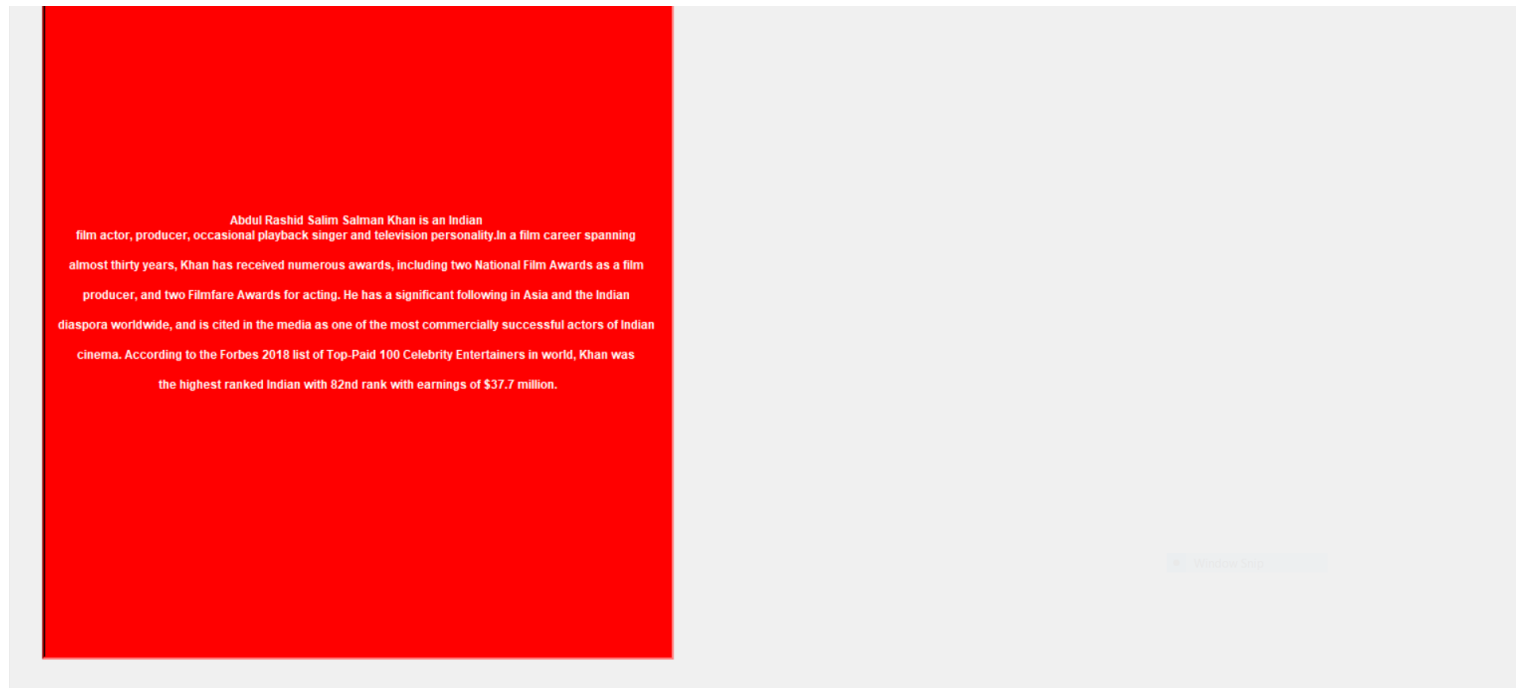 Abdul Rashid Salim Salman Khan is an Indian
film actor, producer, occasional playback singer and television personality.In a film career spanning
almost thirty years, Khan has received numerous awards, including two National Film Awards as a film
producer, and two Filmfare Awards for acting. He has a significant following in Asia and the Indian
diaspora worldwide, and is cited in the media as one of the most commercially successful actors of Indian
cinema. According to the Forbes 2018 list of Top-Paid 100 Celebrity Entertainers in world, Khan was
the highest ranked Indian with 82nd rank with earnings of $37.7 million.
Window Snip